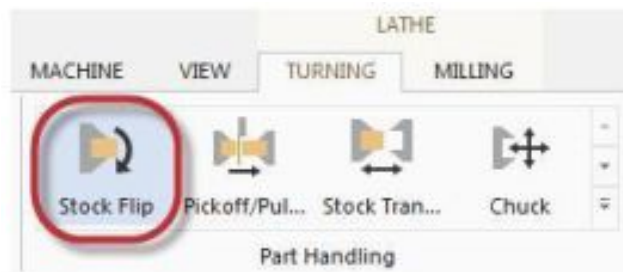 LATHE
MACHINE VIEW TURNING MILLING
Stock Flip Pickoff/Pul... Stock Tran... Chuck
Part Handling